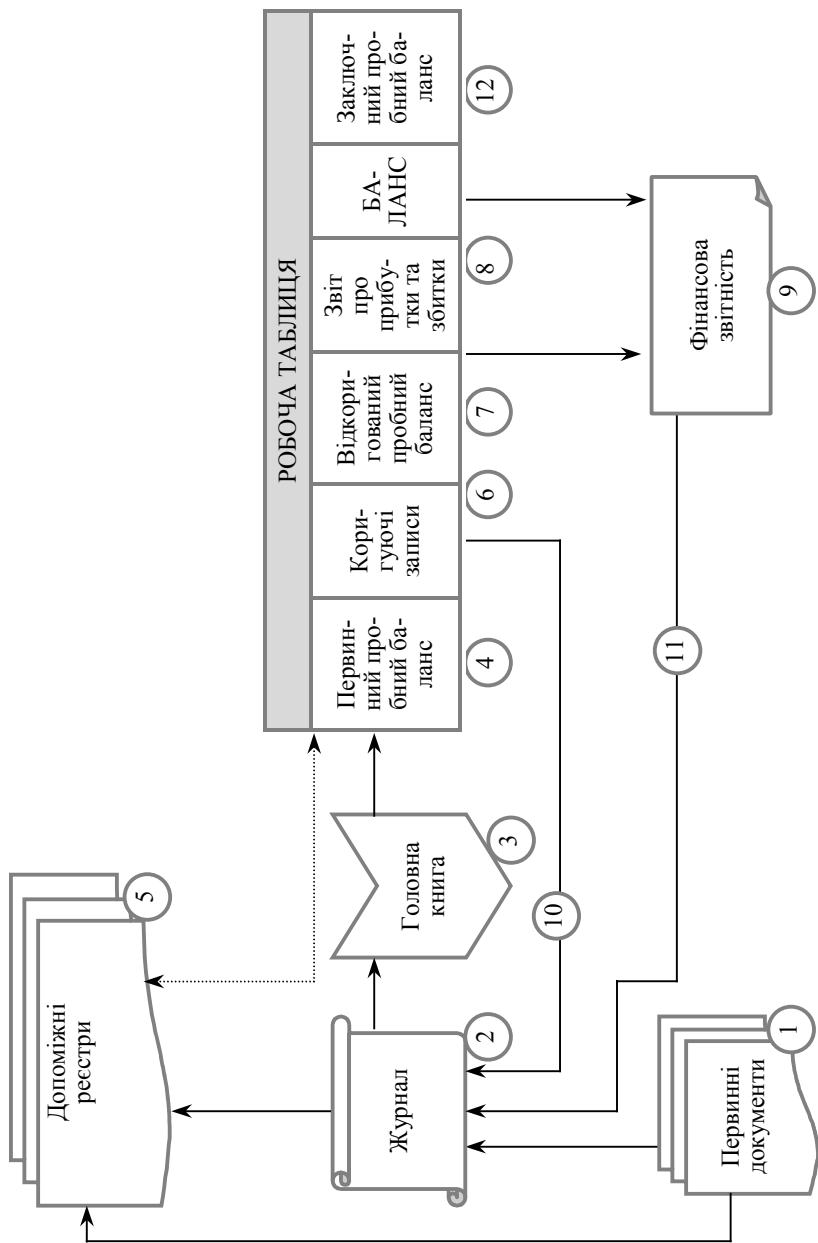 Допоміжні
реєстри
5
Журнал
2
Первинні
документи
1
Головна
книга
3
10
11
РОБОЧА ТАБЛИЦЯ
Первин-
ний про-
бний ба-
ланс
4
Кори-
гуючі
записи
6
Відкори-
гований
пробний
баланс
7
Звіт
про
прибу-
тки та
збитки
8
БА-
ЛАНС
Заключ-
ний про-
бний ба-
ланс
12
Фінансова
звітність
9